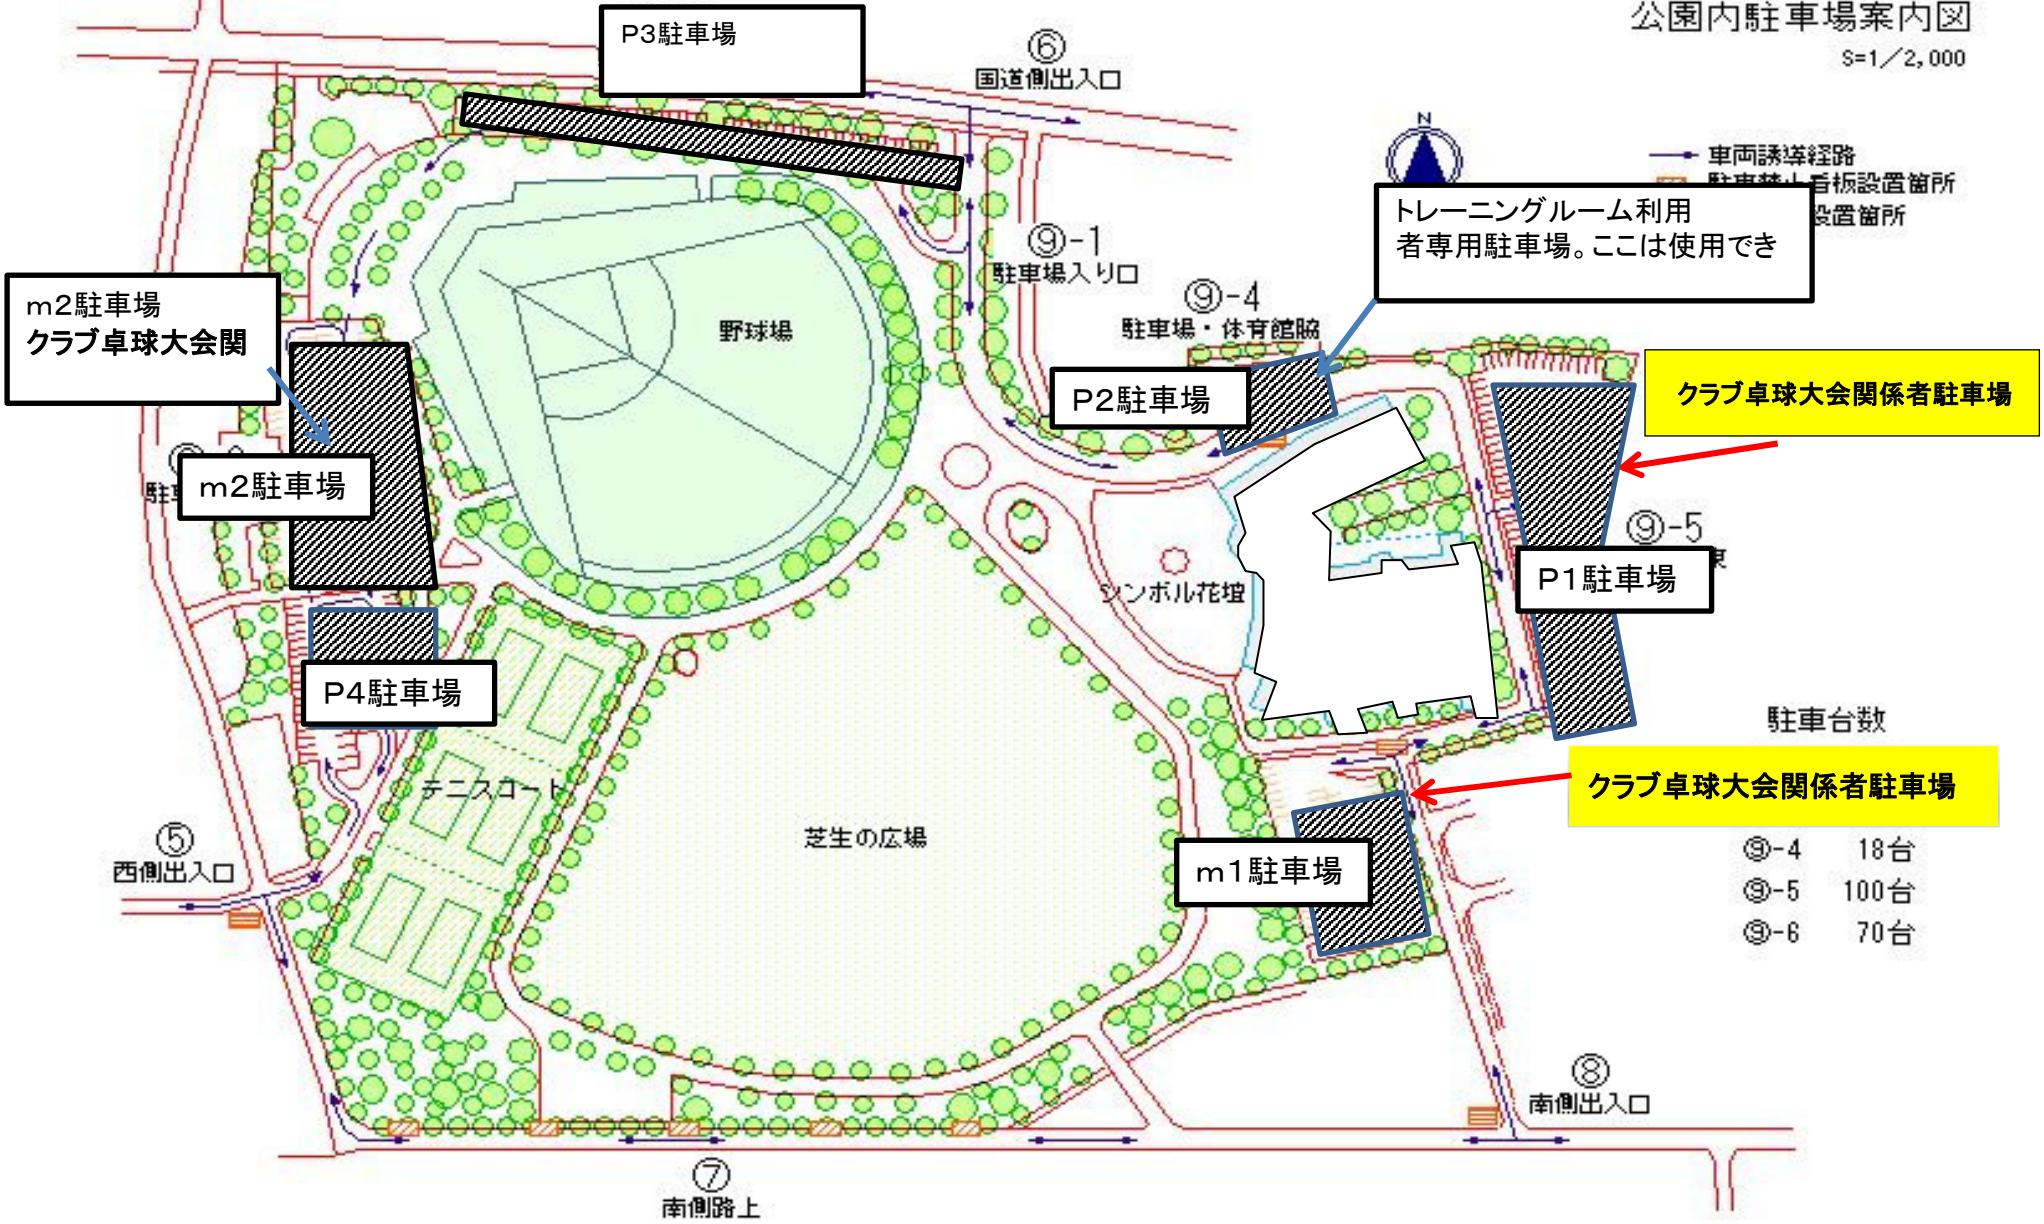 公園内駐車場案内図
S=1/2,000
P3駐車場
⑥
国道側出入口
N
車両誘導経路
看板設置箇所
設置箇所
トレーニングルーム利用
者専用駐車場。ここは使用でき
⑨-1
駐車場入り口
⑨-4
駐車場・体育館脇
m2駐車場
クラブ卓球大会関
野球場
P2駐車場
クラブ卓球大会関係者駐車場
m2駐車場
⑨-5
P1駐車場
シンボル花壇
P4駐車場
駐車台数
クラブ卓球大会関係者駐車場
テニスコート
芝生の広場
⑤
西側出入口
m1駐車場
⑨-4 18台
⑨-5 100台
⑨-6 70台
⑧
南側出入口
⑦
南側路上